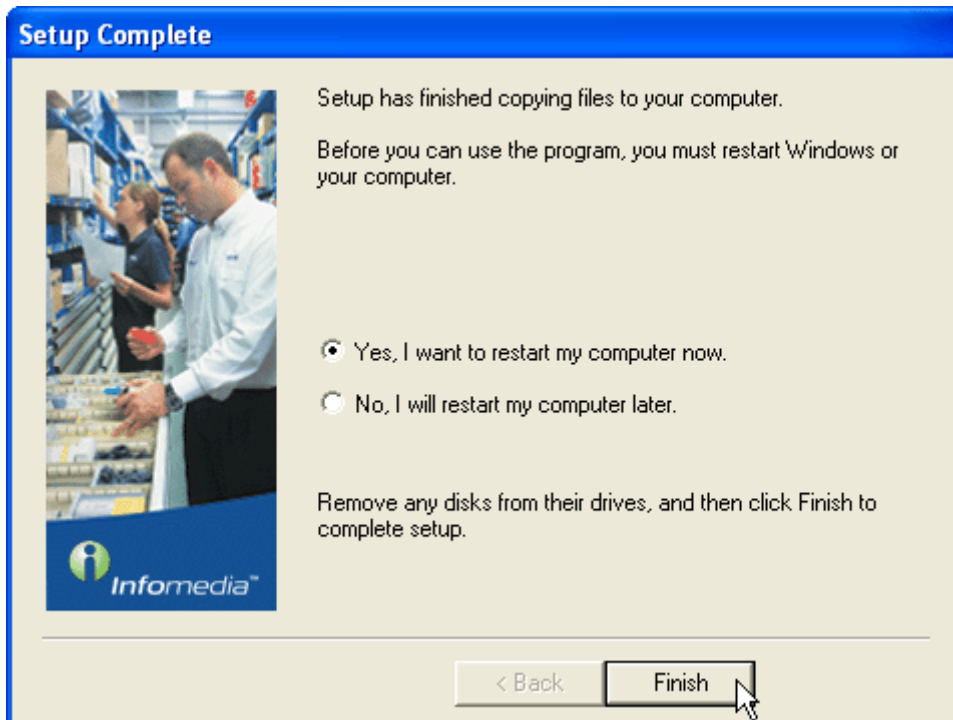 Setup Complete
Setup has finished copying files to your computer.
Before you can use the program, you must restart Windows or
your computer.
Yes, I want to restart my computer now.
No, I will restart my computer later.
Remove any disks from their drives, and then click Finish to
complete setup.
Infomedia™
< Back
Finish